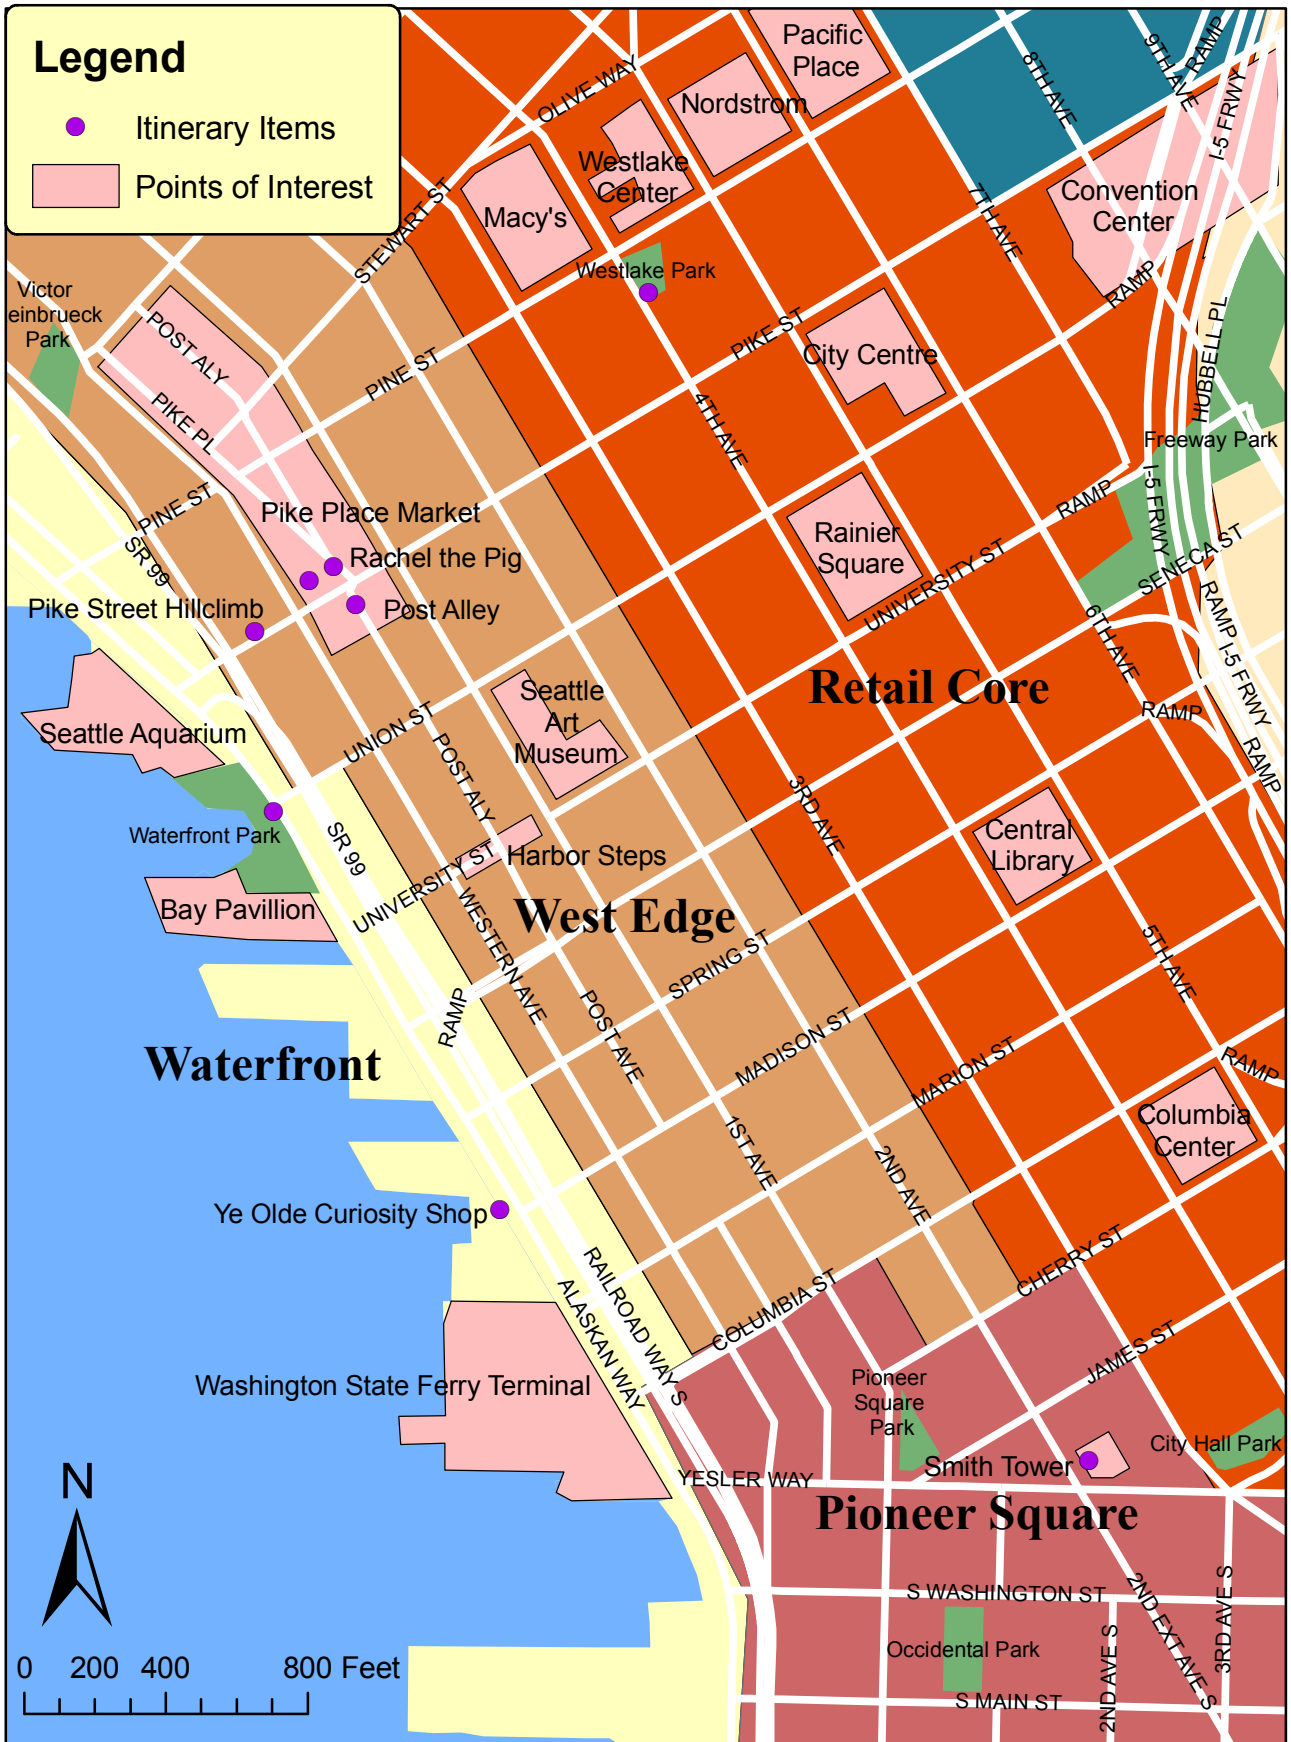 Legend
Itinerary Items
Points of Interest
Pacific
Place
Nordstrom
OLIVE WAY
Westlake
Center
Macy's
STEWART ST
8TH AVE
9TH AVE
RAMP
I-5 FRWY
Convention
Center
7TH AVE
Westlake Park
RAMP
Victor
einbrueck
Park
POST ALY
PINE ST
PIKE ST
City Centre
HUBBELL PL
PIKE PL
4TH AVE
Freeway Park
PINE ST
Pike Place Market
RAMP
I-5 FRWY
Rainier
Square
SR 99
Rachel the Pig
UNIVERSITY ST
SENECA ST
Pike Street Hillclimb
Post Alley
6TH AVE
RAMP
I-5 FRWY
Retail Core
Seattle
Art
Museum
Seattle Aquarium
UNION ST
RAMP
RAMP
POST ALY
3RD AVE
Waterfront Park
SR 99
Central
Library
Harbor Steps
UNIVERSITY ST
Bay Pavillion
West Edge
WESTERN AVE
SPRING ST
5TH AVE
RAMP
POST AVE
MADISON ST
Waterfront
MARION ST
RAMP
Columbia
Center
1ST AVE
2ND AVE
Ye Olde Curiosity Shop
RAILROAD WAY S
ALASKAN WAY
COLUMBIA ST
CHERRY ST
JAMES ST
Washington State Ferry Terminal
Pioneer
Square
Park
City Hall Park
Smith Tower
YESLER WAY
Pioneer Square
N
S WASHINGTON ST
2ND EXT AVE S
3RD AVE S
Occidental Park
2ND AVE S
0 200 400 800 Feet
S MAIN ST